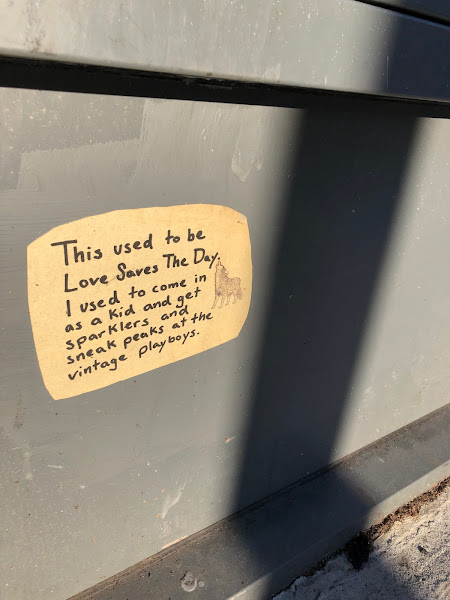 This used to be
Love Saves The Day.
I used to come in
as a kid and get
sparklers and
sneak peaks at the
vintage playboys.